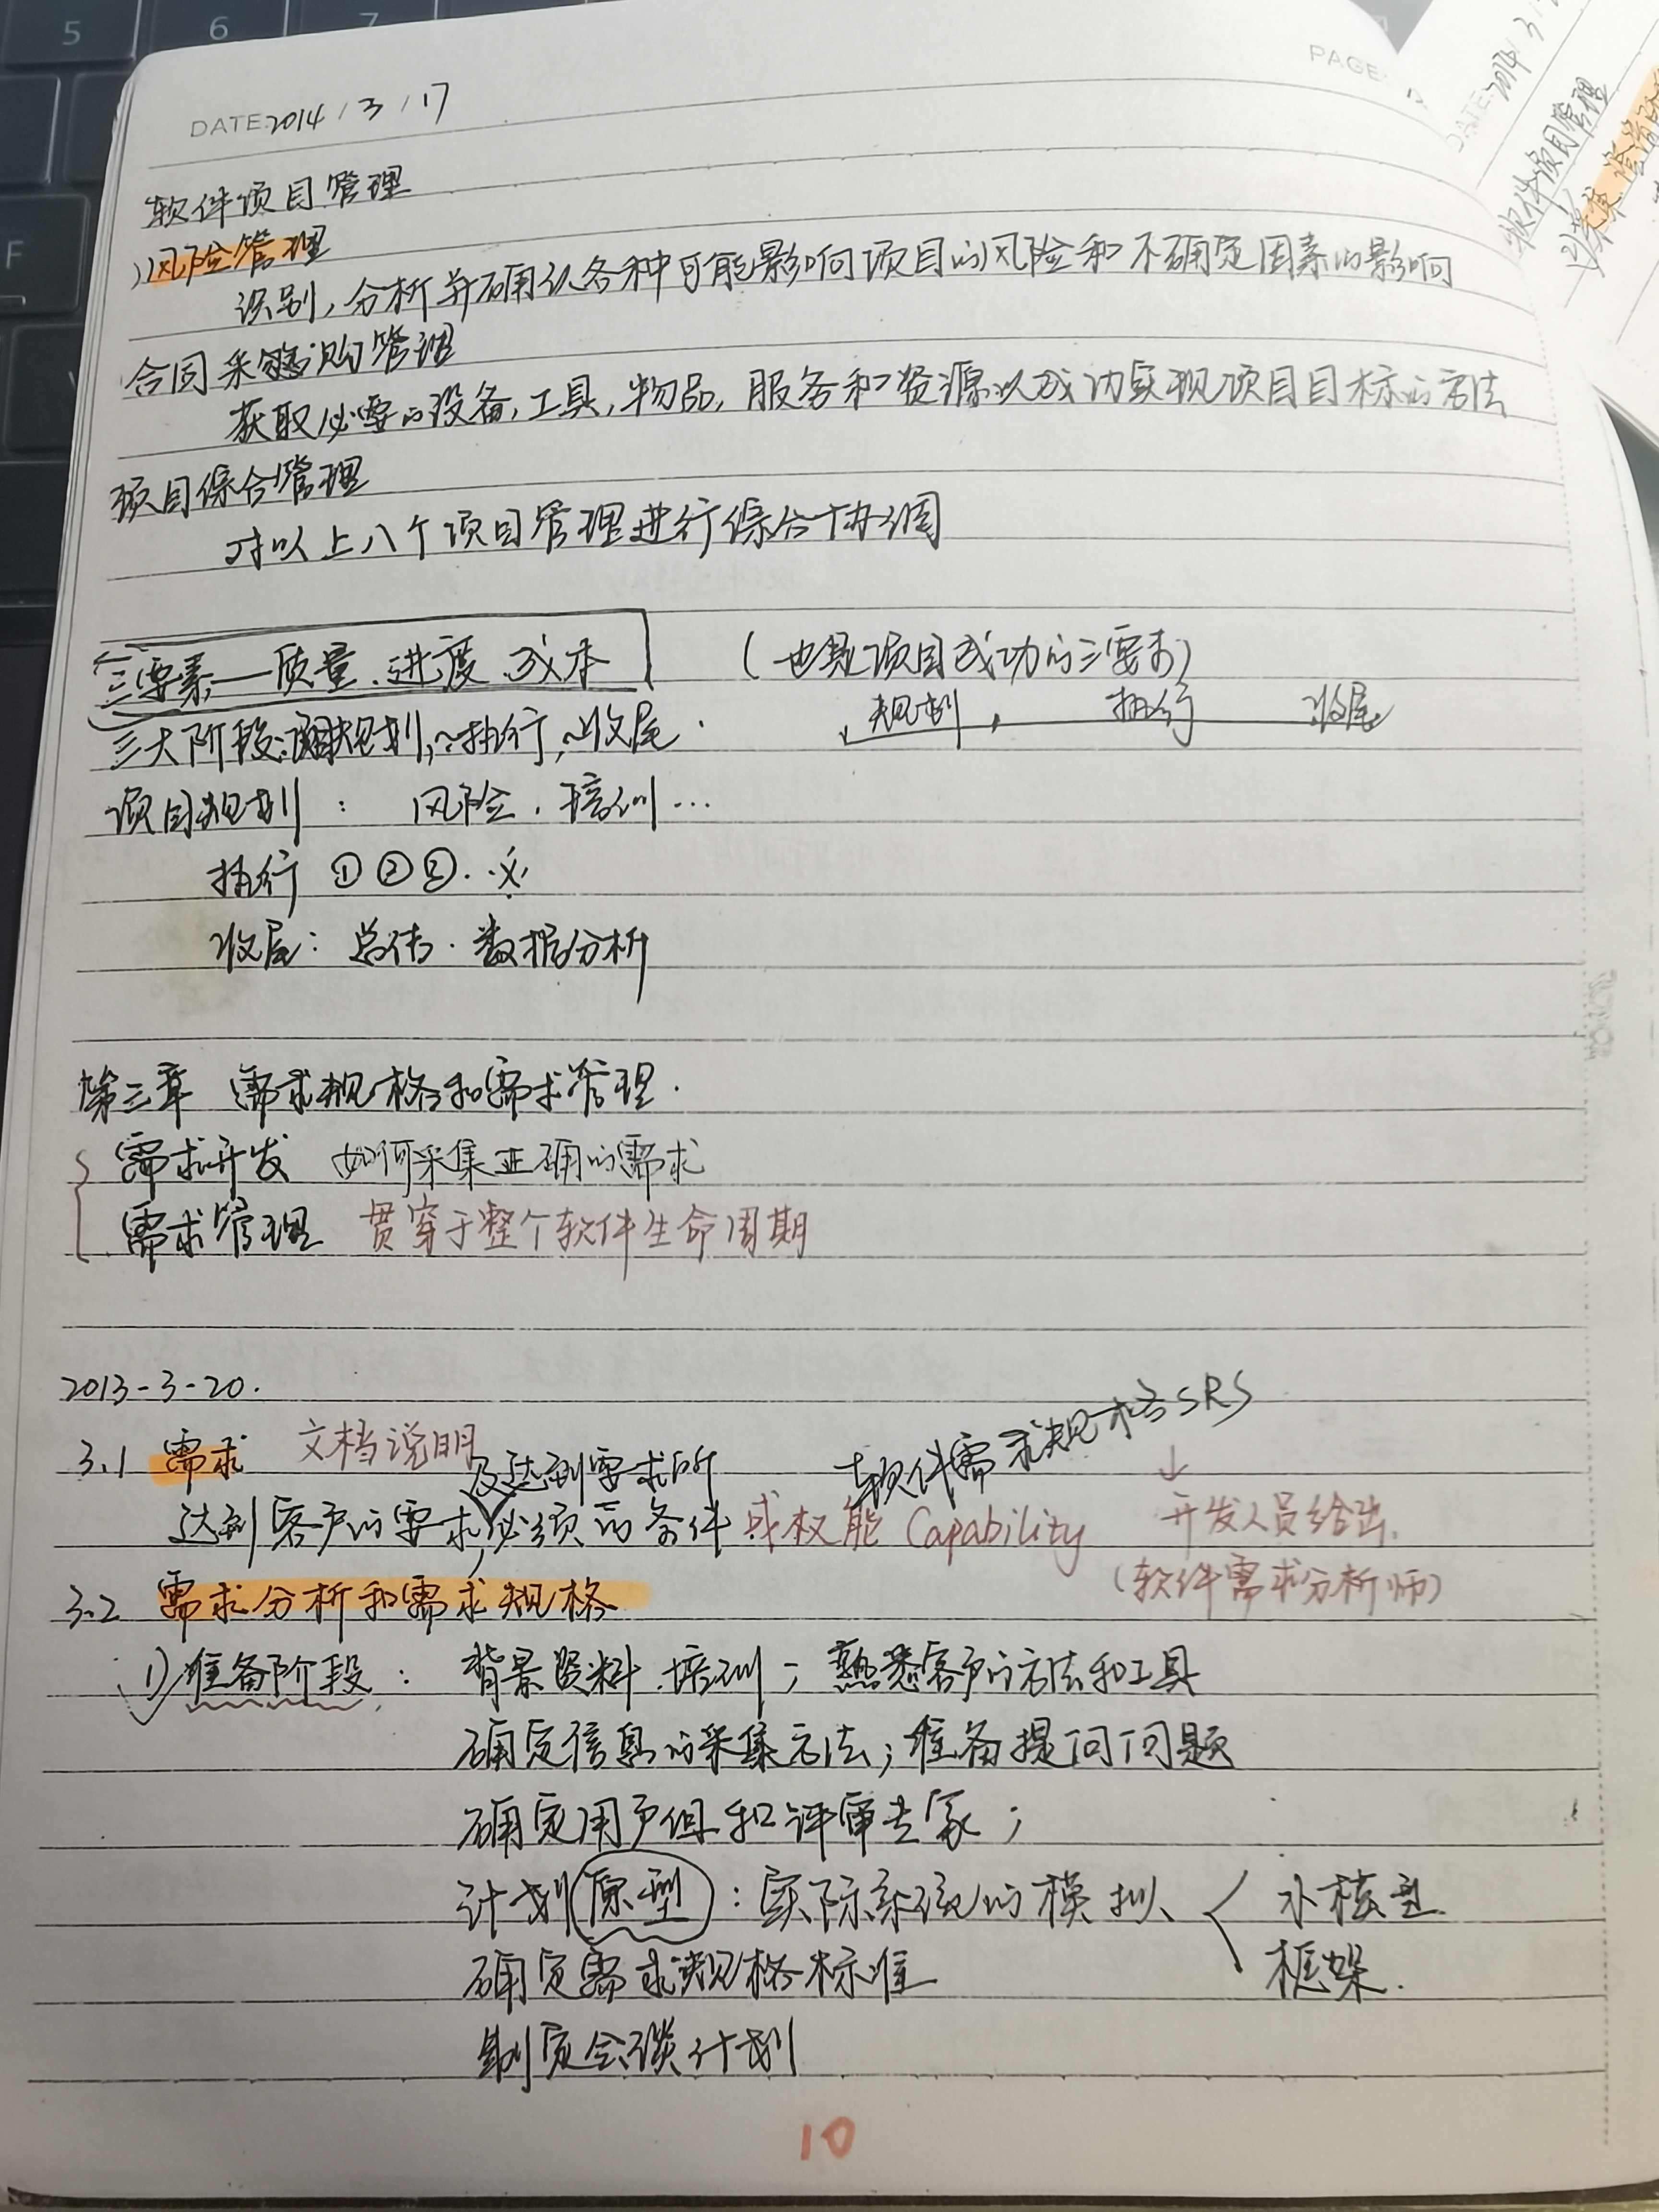 5 6 7
F
PAGE:
DATE: 2014 / 3 / 17
软件项目管理
风险管理
识别,分析并确认各种可能影响项目的风险和不确定因素的影响
合同采购管理
获取必要的设备,工具,物品,服务和资源以成功实现项目目标的方法
项目综合管理
对以上八个项目管理进行综合协调
三要素——质量、进度、成本 (也是项目成功的三要求)
三大阶段:规划,~执行,~收尾. 规划, 执行 收尾
项目规划: 风险、培训…
执行 ①②③.
收尾:总结·数据分析
第三章 需求规格和需求管理.
需求开发 如何采集正确的需求
需求管理 贯穿于整个软件生命周期
2013-3-20.
3.1 需求 文档说明 软件需求规格SRS
及达到要求所
达到客户的要求,必须的条件 或权能 Capability ↓开发人员给出.
(软件需求分析师)
3.2 需求分析和需求规格
1)准备阶段: 背景资料、培训;熟悉客户的方法和工具
确定信息的采集方法;准备提问问题
确定用户组和评审专家;
计划原型:实际系统的模拟、
框架.
确定需求规格标准
制定会谈计划
10
DATE: 2014 / 3 /
软件项目管理